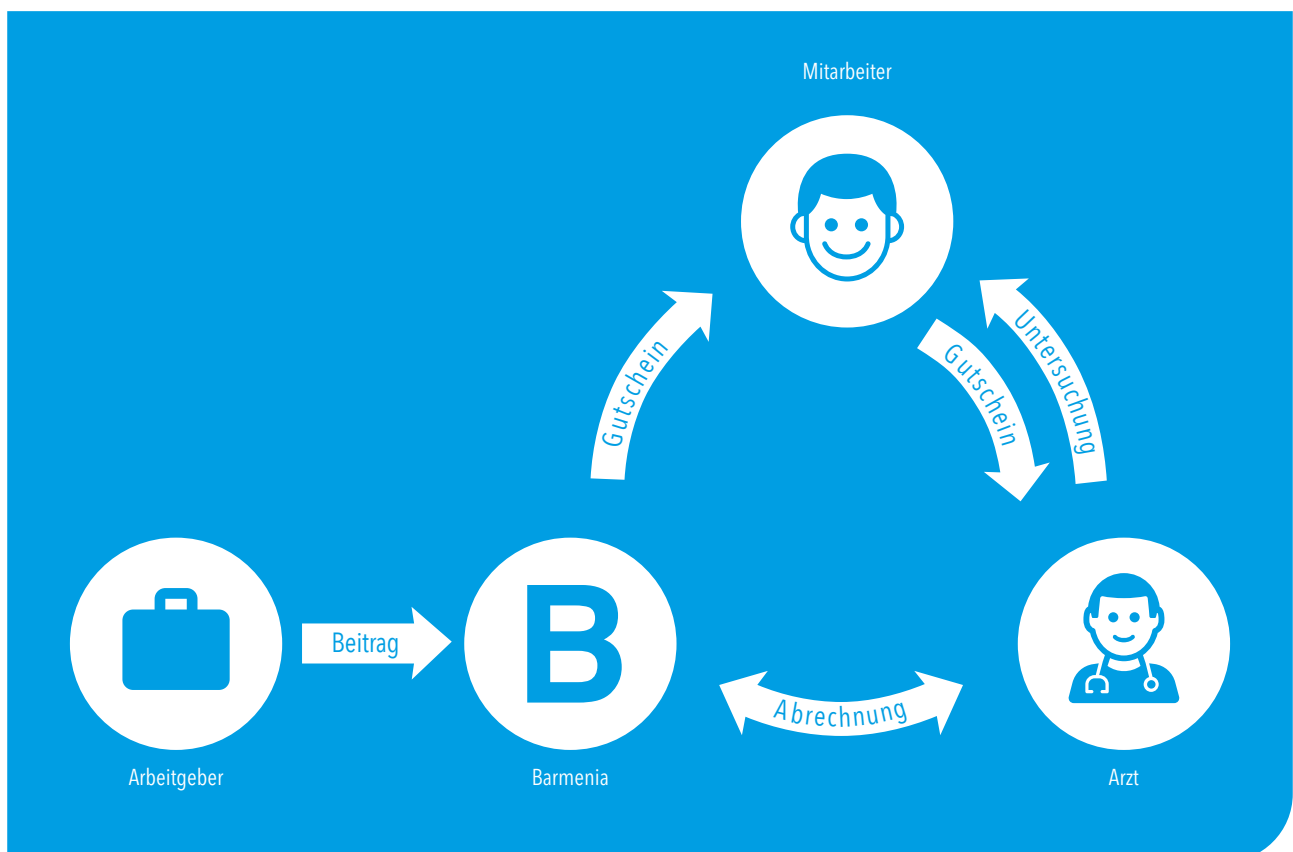 Mitarbeiter
Gutschein
Gutschein
Untersuchung
Beitrag
B
Abrechnung
Arbeitgeber
Barmenia
Arzt